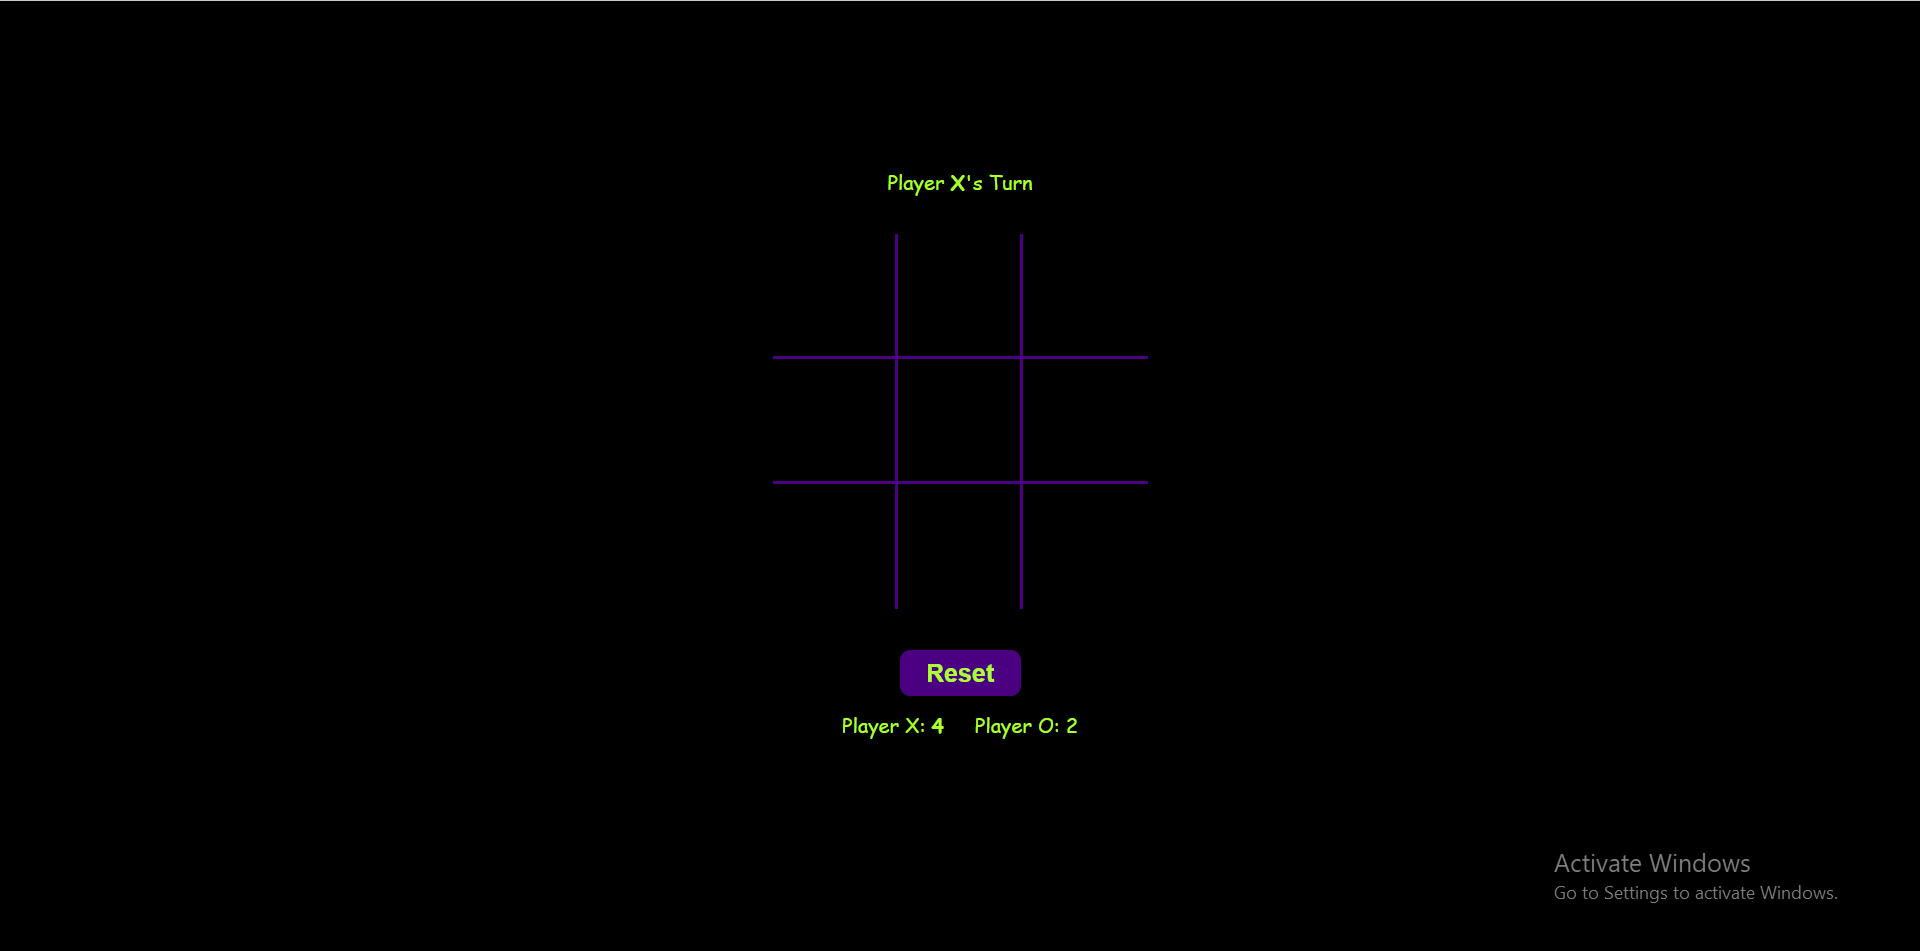 Player X's Turn
Reset
Player X: 4 Player O: 2
Activate Windows
Go to Settings to activate Windows.